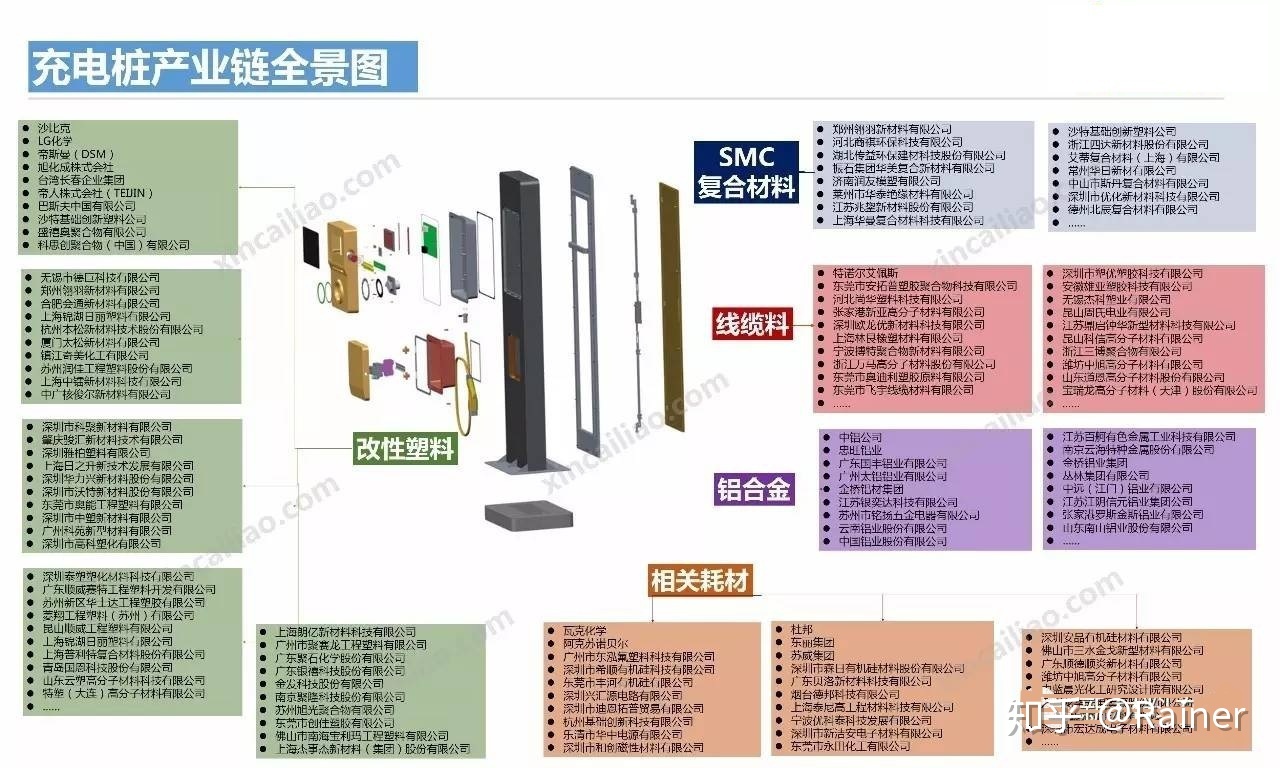 充电桩产业链全景图
沙比克
LG化学
帝斯曼（DSM）
旭化成株式会社
台湾长春企业集团
帝人株式会社（TEIJIN）
巴斯夫中国有限公司
沙特基础创新塑料公司
盛禧奥聚合物有限公司
科思创聚合物（中国）有限公司
无锡市德巨科技有限公司
郑州翎羽新材料有限公司
合肥会通新材料有限公司
上海锦湖日丽塑料有限公司
杭州本松新材料技术股份有限公司
厦门太松新材料有限公司
镇江奇美化工有限公司
苏州润佳工程塑料股份有限公司
上海中镭新材料科技有限公司
中广核俊尔新材料有限公司
深圳市科聚新材料有限公司
肇庆骏汇新材料技术有限公司
深圳雅柏塑料有限公司
上海日之升新技术发展有限公司
深圳华力兴新材料股份有限公司
深圳市沃特新材料股份有限公司
东莞市奥能工程塑料有限公司
深圳市中塑新材料有限公司
广州科苑新型材料有限公司
深圳市高科塑化有限公司
深圳泰塑塑化材料科技有限公司
广东顺威赛特工程塑料开发有限公司
苏州新区华士达工程塑胶有限公司
菱翔工程塑料（苏州）有限公司
昆山顺威工程塑料有限公司
上海锦湖日丽塑料有限公司
上海普利特复合材料股份有限公司
青岛国恩科技股份有限公司
山东云塑高分子材料科技有限公司
特塑（大连）高分子材料有限公司
......
改性塑料
上海朗亿新材料科技有限公司
广州市聚赛龙工程塑料有限公司
广东聚石化学股份有限公司
广东银禧科技股份有限公司
金发科技股份有限公司
南京聚隆科技股份有限公司
苏州旭光聚合物有限公司
东莞市创佳塑胶有限公司
佛山市南海宝利玛工程塑料有限公司
上海杰事杰新材料（集团）股份有限公司
SMC
复合材料
郑州翎羽新材料有限公司
河北商祺环保科技有限公司
湖北传益环保建材科技股份有限公司
振石集团华美复合新材料有限公司
济南润友模塑有限公司
莱州市华泰绝缘材料有限公司
江苏兆鋆新材料股份有限公司
上海华曼复合材料科技有限公司
沙特基础创新塑料公司
浙江四达新材料股份有限公司
艾蒂复合材料（上海）有限公司
常州华日新材有限公司
中山市斯丹复合材料有限公司
深圳市优化新材料科技有限公司
德州北辰复合材料有限公司
......
线缆料
特诺尔艾佩斯
东莞市安拓普塑胶聚合物科技有限公司
河北尚华塑料科技有限公司
张家港新亚高分子材料有限公司
深圳欧龙优新材料科技有限公司
上海林艮橡塑材料有限公司
宁波博特聚合物新材料有限公司
浙江万马高分子材料股份有限公司
东莞市奥迪利塑胶原料有限公司
东莞市飞宇线缆材料有限公司
......
深圳市塑优塑胶科技有限公司
安徽雄亚塑胶科技有限公司
无锡杰科塑业有限公司
昆山周氏电业有限公司
江苏鼎启钟华新型材料科技有限公司
昆山科信高分子材料有限公司
浙江三博聚合物有限公司
潍坊中旭高分子材料有限公司
山东道恩高分子材料股份有限公司
宝瑞龙高分子材料（天津）股份有限公司
......
铝合金
中铝公司
忠旺铝业
广东国丰铝业有限公司
广州太铝铝业有限公司
金桥铝材集团
江苏银奕达科技有限公司
苏州市铭扬五金电器有限公司
云南铝业股份有限公司
中国铝业股份有限公司
江苏百轲有色金属工业科技有限公司
南京云海特种金属股份有限公司
金桥铝业集团
丛林集团有限公司
中远（江门）铝业有限公司
江苏江阴信元铝业集团有限公司
张家港罗斯金斯铝业有限公司
山东南山铝业股份有限公司
......
相关耗材
瓦克化学
阿克苏诺贝尔
广州市东泓氟塑料科技有限公司
深圳市希顺有机硅科技有限公司
东莞市丰珂有机硅有限公司
深圳兴汇源电路有限公司
深圳市迪恩拓普贸易有限公司
杭州基础创新科技有限公司
乐清市华中电源有限公司
深圳市和创磁性材料有限公司
杜邦
东丽集团
苏威集团
深圳市森日有机硅材料股份有限公司
广东贝洛新材料科技有限公司
烟台德邦科技有限公司
上海泰尼高工程材料科技有限公司
宁波优科泰科技发展有限公司
深圳市新洁安电子材料有限公司
东莞市永田化工有限公司
深圳安品有机硅材料有限公司
佛山市三水金戈新型材料有限公司
广东顺德顺炎新材料有限公司
潍坊中旭高分子材料有限公司
蓝晨光化工研究设计院有限公司
......
知乎 @Rainer
xincailiao.com
xincailiao.com
xincailiao.com
xincailiao.com